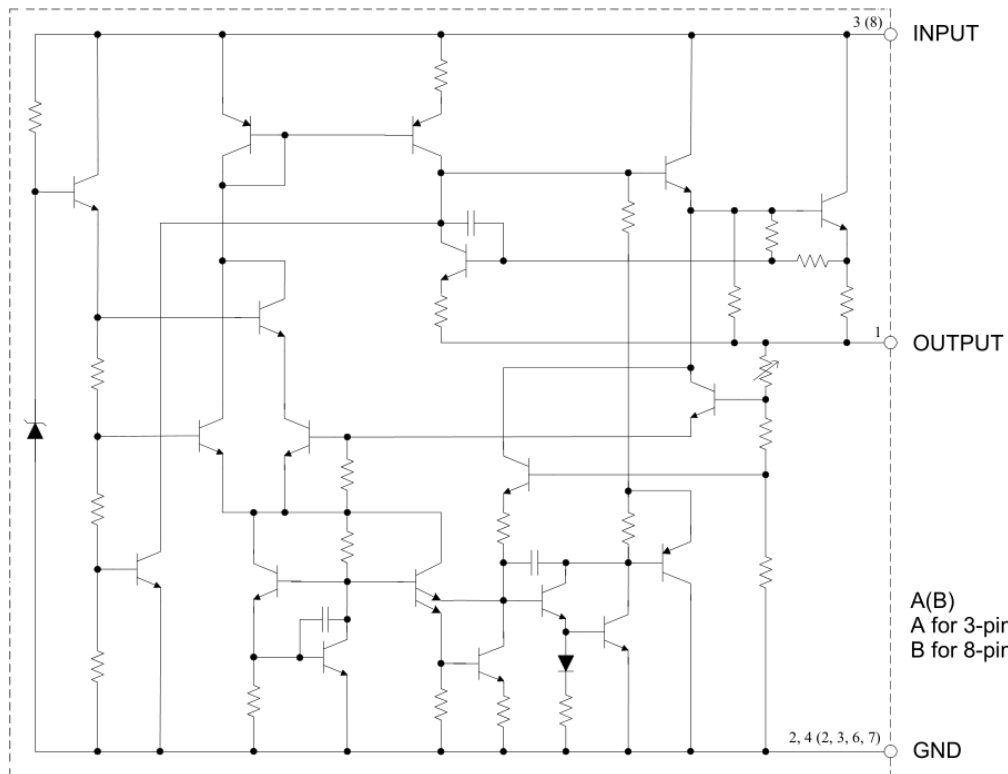 3 (8)
INPUT
1
OUTPUT
A(B)
A for 3-pin
B for 8-pin
2, 4 (2, 3, 6, 7)
GND